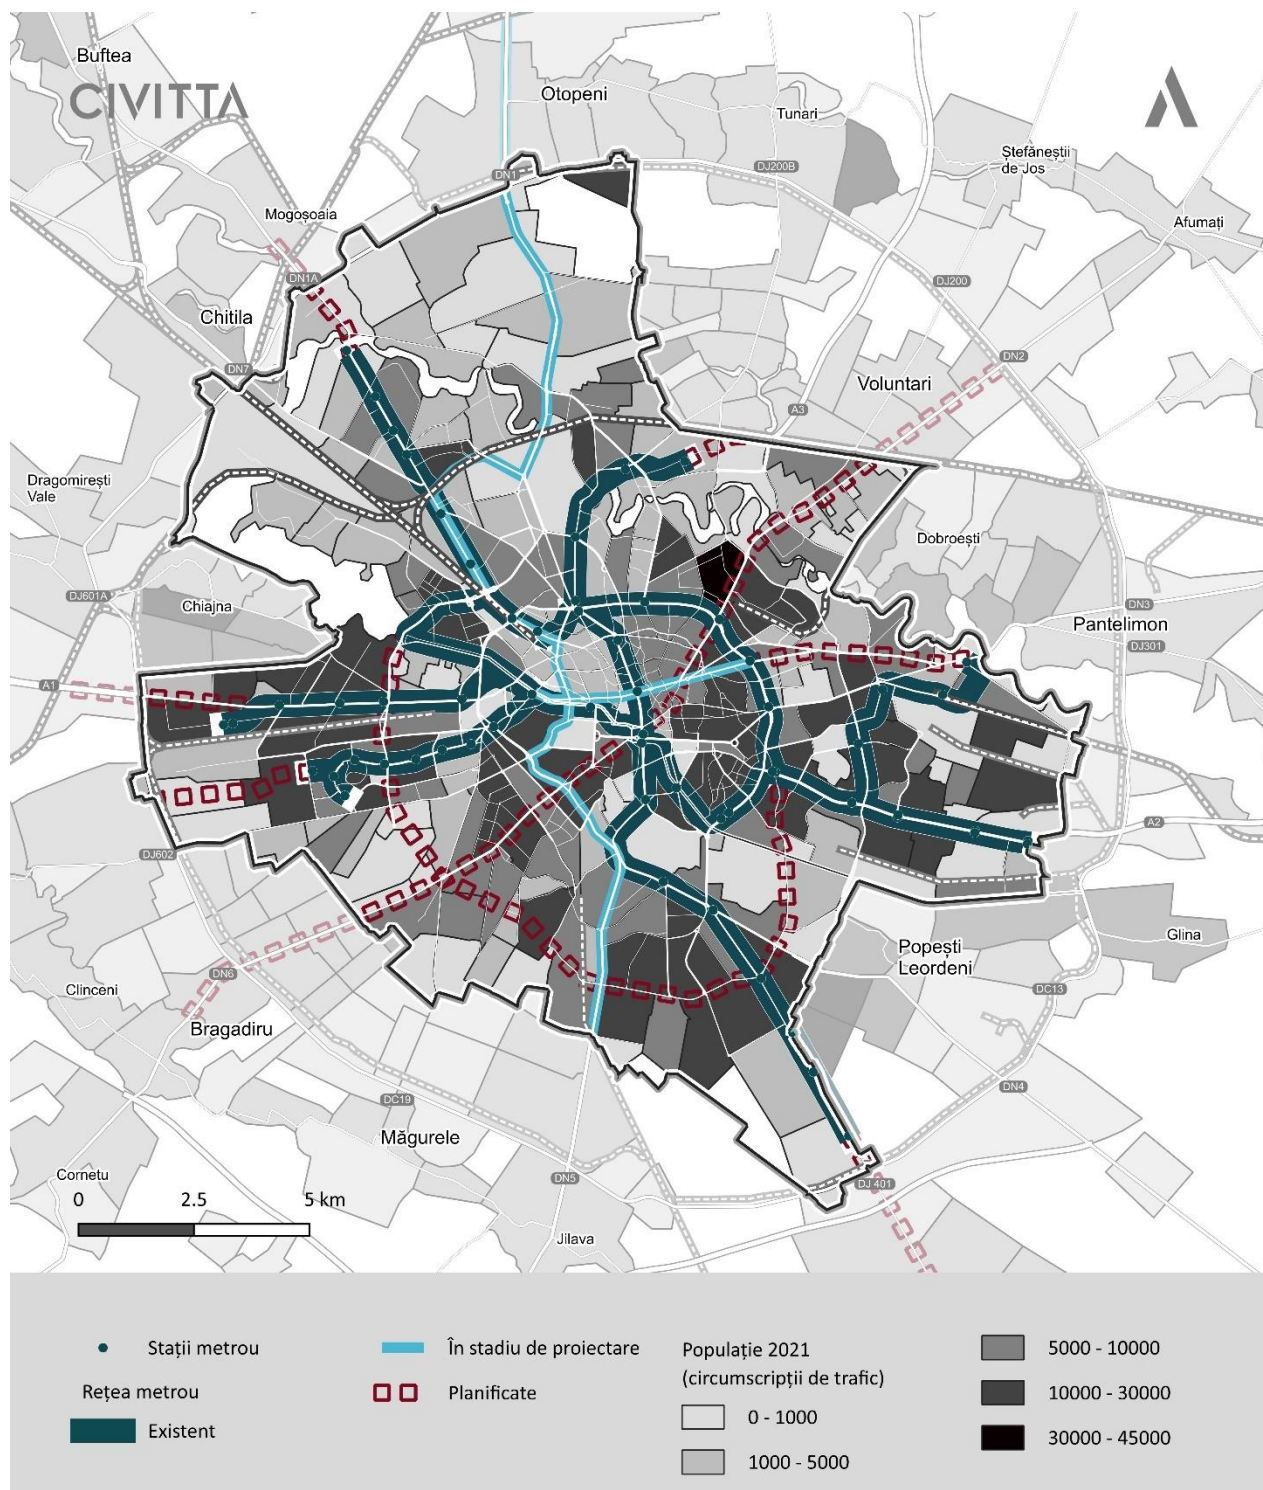 Buftea
CIVITTA
Otopeni
Tunari
Ștefăneștii
de Jos
DJ200B
DN1
Mogoșoaia
Afumați
DN1A
DJ200
Chitila
DN2
DN7
Voluntari
A3
Dragomirești
Vale
Dobroești
DJ601A
Chiajna
DN3
Pantelimon
DJ301
A1
A2
DJ602
Glina
Popești
Leordeni
DN6
Clinceni
DC13
Bragadiru
DN4
DC19
Măgurele
Cornetu
DN5
DJ 401
0 2.5 5 km
Jilava
Stații metrou
Rețea metrou
Existent
În stadiu de proiectare
Planificate
Populație 2021
(circumscripții de trafic)
0 - 1000
1000 - 5000
5000 - 10000
10000 - 30000
30000 - 45000